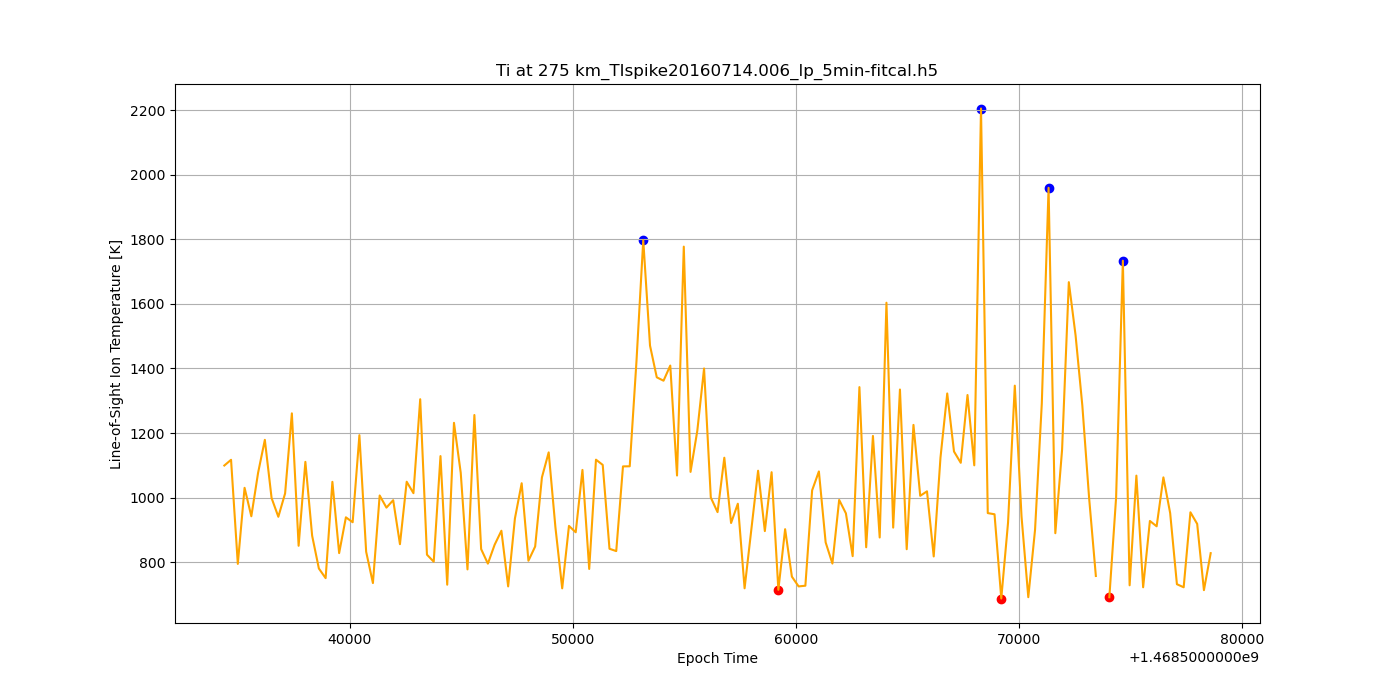 Ti at 275 km_TIspike20160714.006_lp_5min-fitcal.h5
Line-of-Sight Ion Temperature [K]
2200
2000
1800
1600
1400
1200
1000
800
40000 50000 60000 70000 80000
Epoch Time
+1.4685000000e9